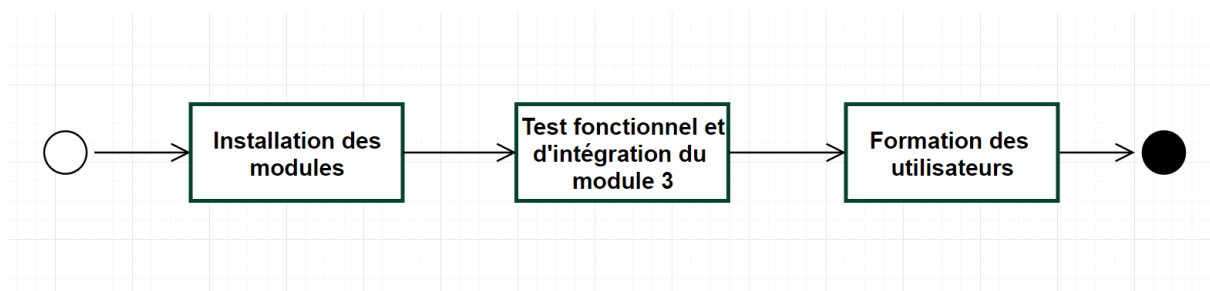 Installation des
modules
Test fonctionnel et
d'intégration du
module 3
Formation des
utilisateurs